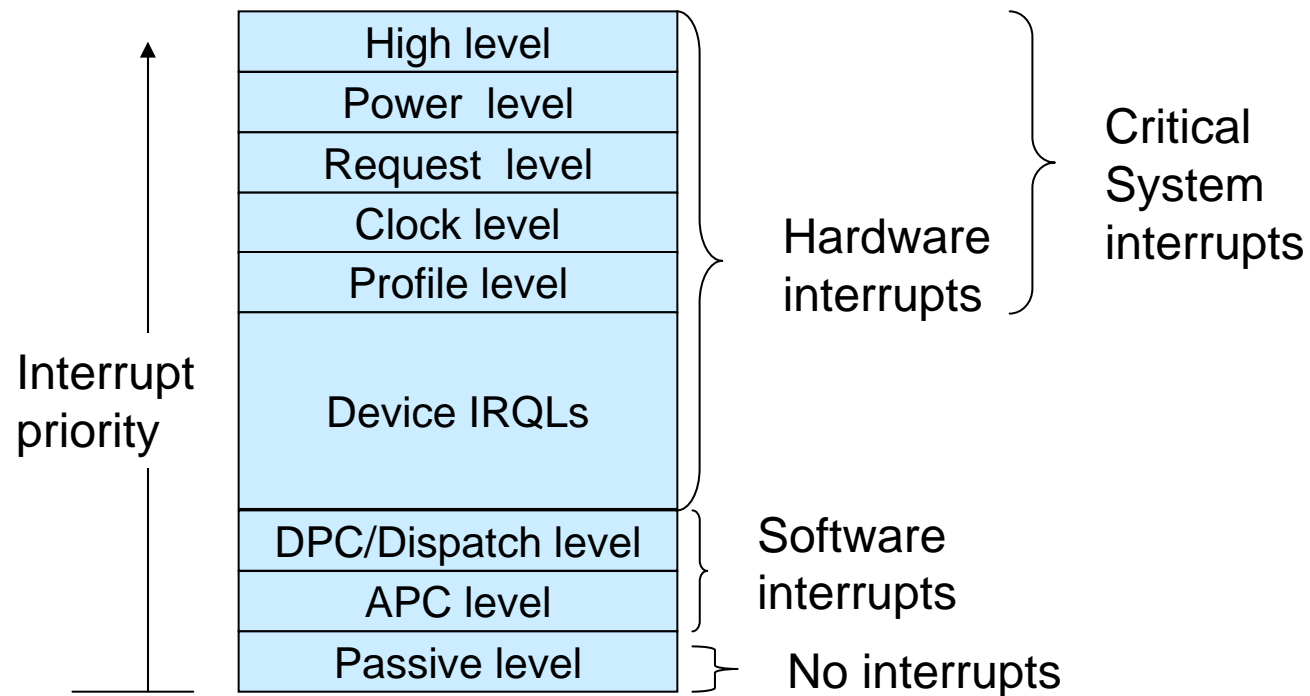 High level
Power level
Request level
Clock level
Profile level
Device IRQLs
DPC/Dispatch level
APC level
Passive level
Interrupt
priority
Hardware
interrupts
Critical
System
interrupts
Software
interrupts
No interrupts